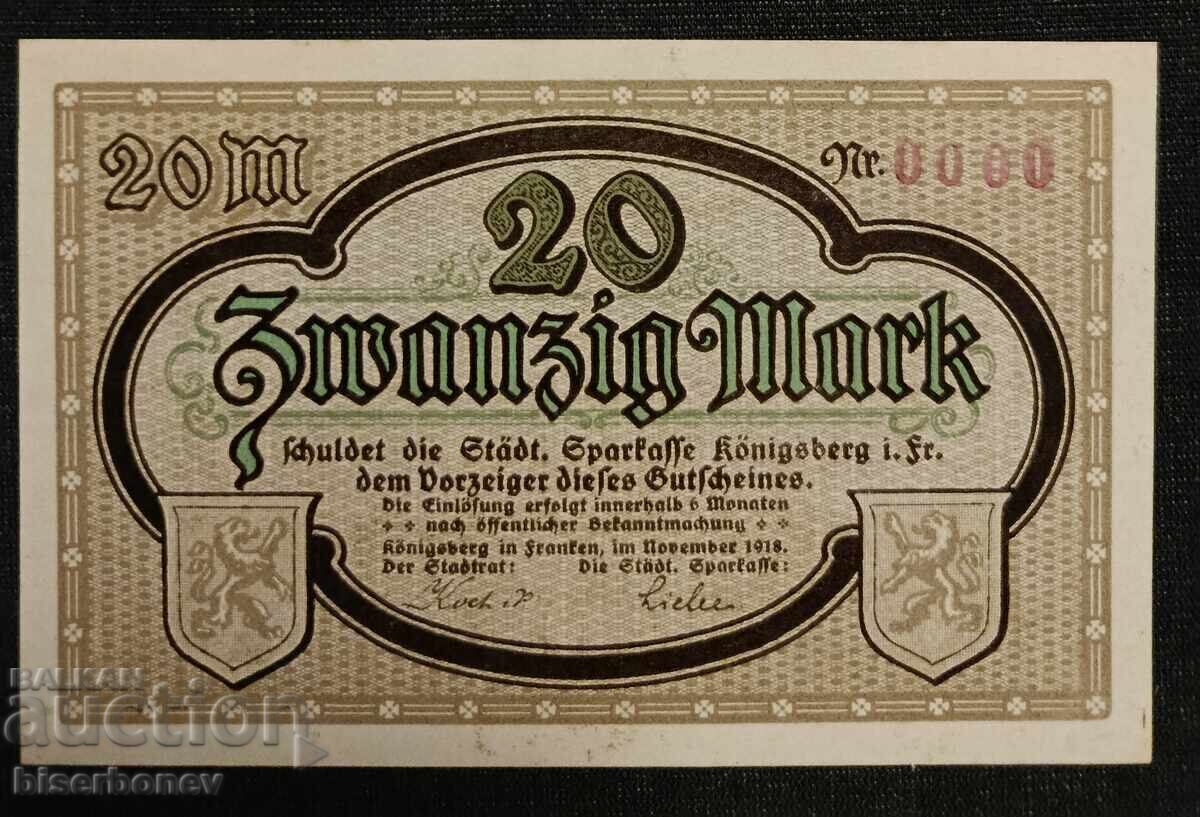 20 M
Nr. 0000
20
Zwanzig Mark
schuldet die Städt. Sparkasse Königsberg i. Fr.
dem Vorzeiger dieses Gutscheines.
Die Einlösung erfolgt innerhalb 6 Monaten
nach öffentlicher Bekanntmachung
Königsberg in Franken, im November 1918.
Der Stadtrat: Die Städt. Sparkasse:
Koch
BALKAN
auction
biserbonev